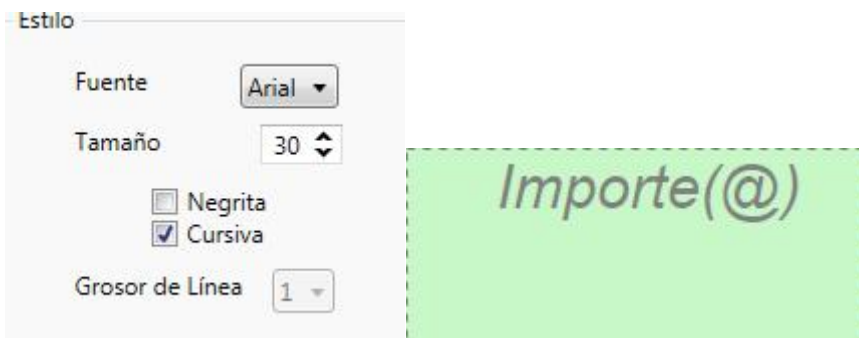 Estilo
Fuente Arial
Tamaño 30
Negrita
Cursiva
Grosor de Línea 1
Importe(@)